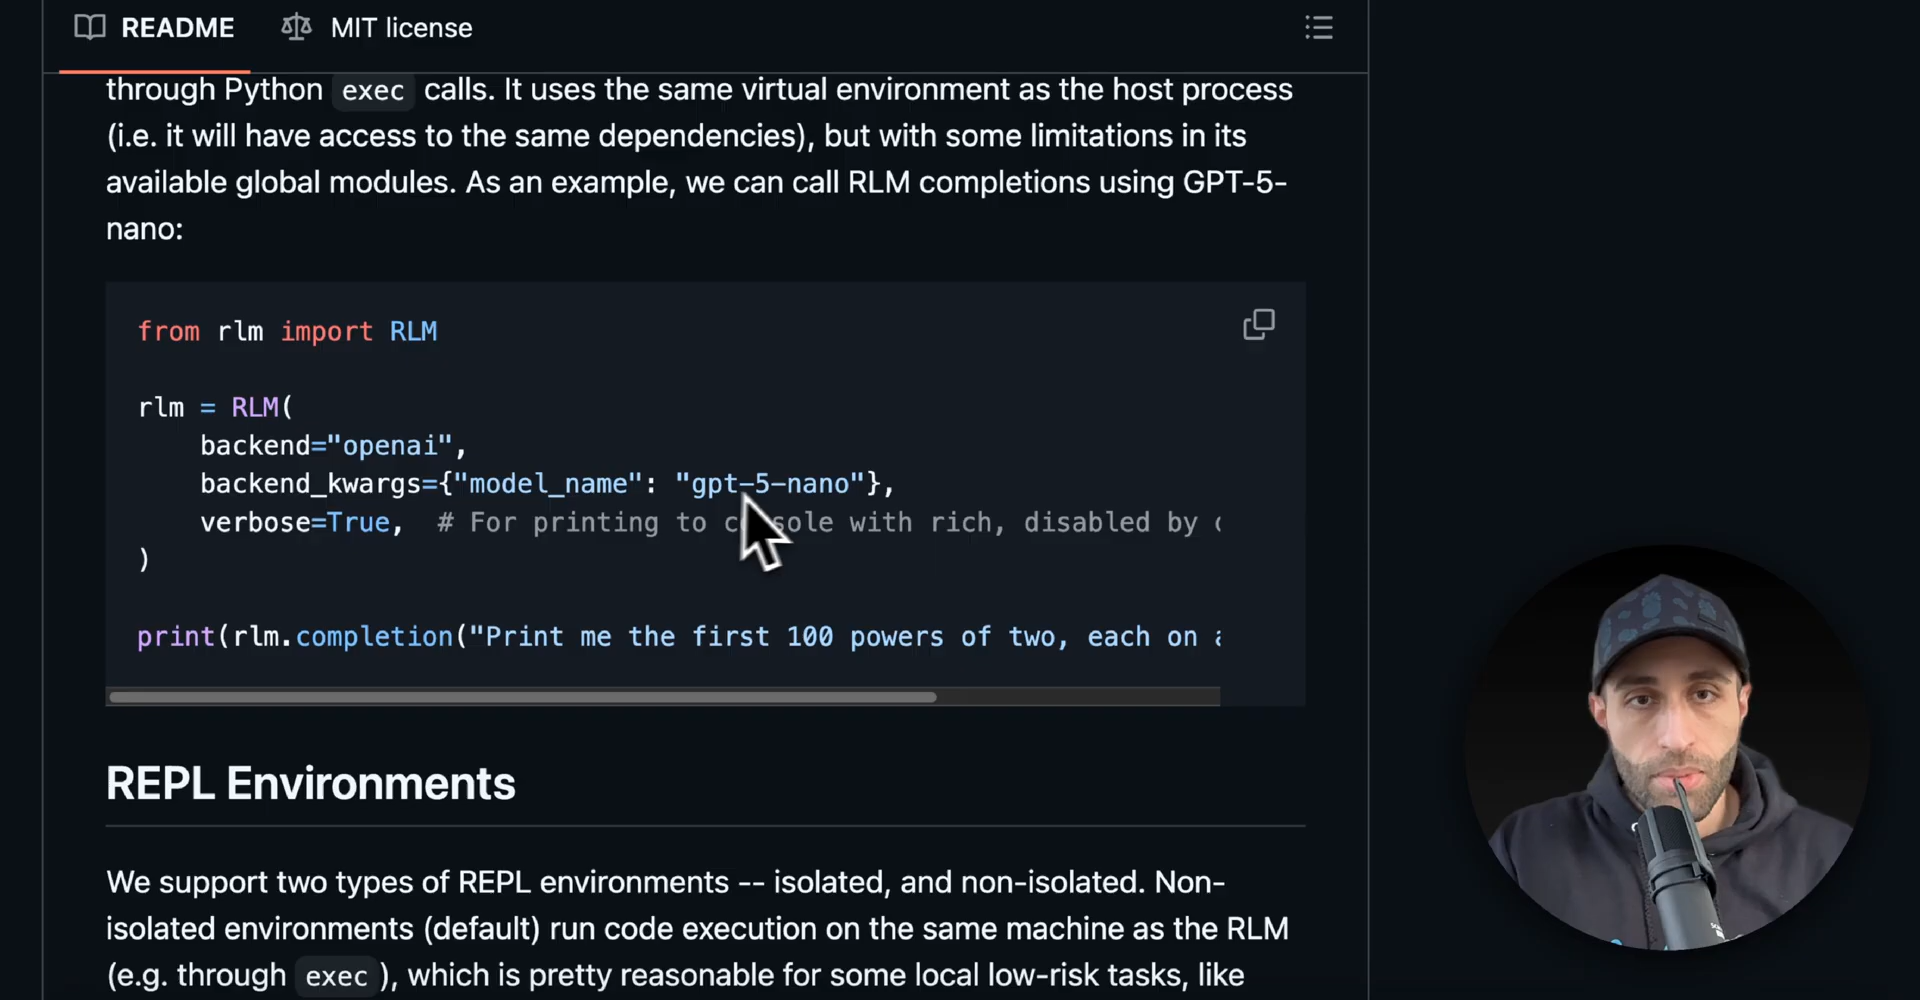 README MIT license
through Python exec calls. It uses the same virtual environment as the host process
(i.e. it will have access to the same dependencies), but with some limitations in its
available global modules. As an example, we can call RLM completions using GPT-5-
nano:
from rlm import RLM
rlm = RLM(
backend="openai",
backend_kwargs={"model_name": "gpt-5-nano"},
verbose=True,  # For printing to console with rich, disabled by
)
print(rlm.completion("Print me the first 100 powers of two, each on
REPL Environments
We support two types of REPL environments -- isolated, and non-isolated. Non-
isolated environments (default) run code execution on the same machine as the RLM
(e.g. through exec ), which is pretty reasonable for some local low-risk tasks, like